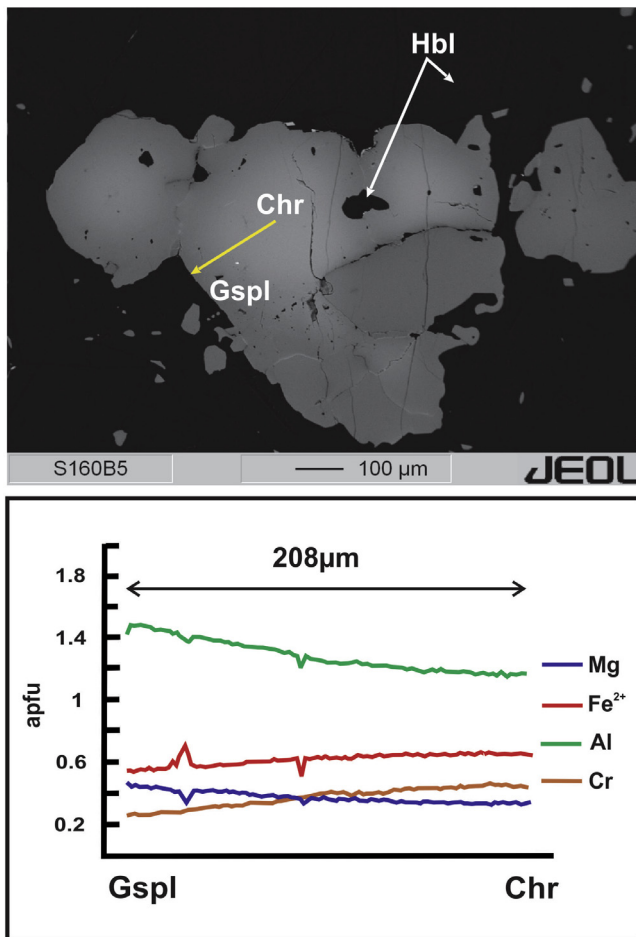 Hbl
Chr
Gspl
S160B5
100 µm
JEOL
208µm
1.8
1.4
1
0.6
0.2
apfu
Mg
Fe²⁺
Al
Cr
Gspl
Chr